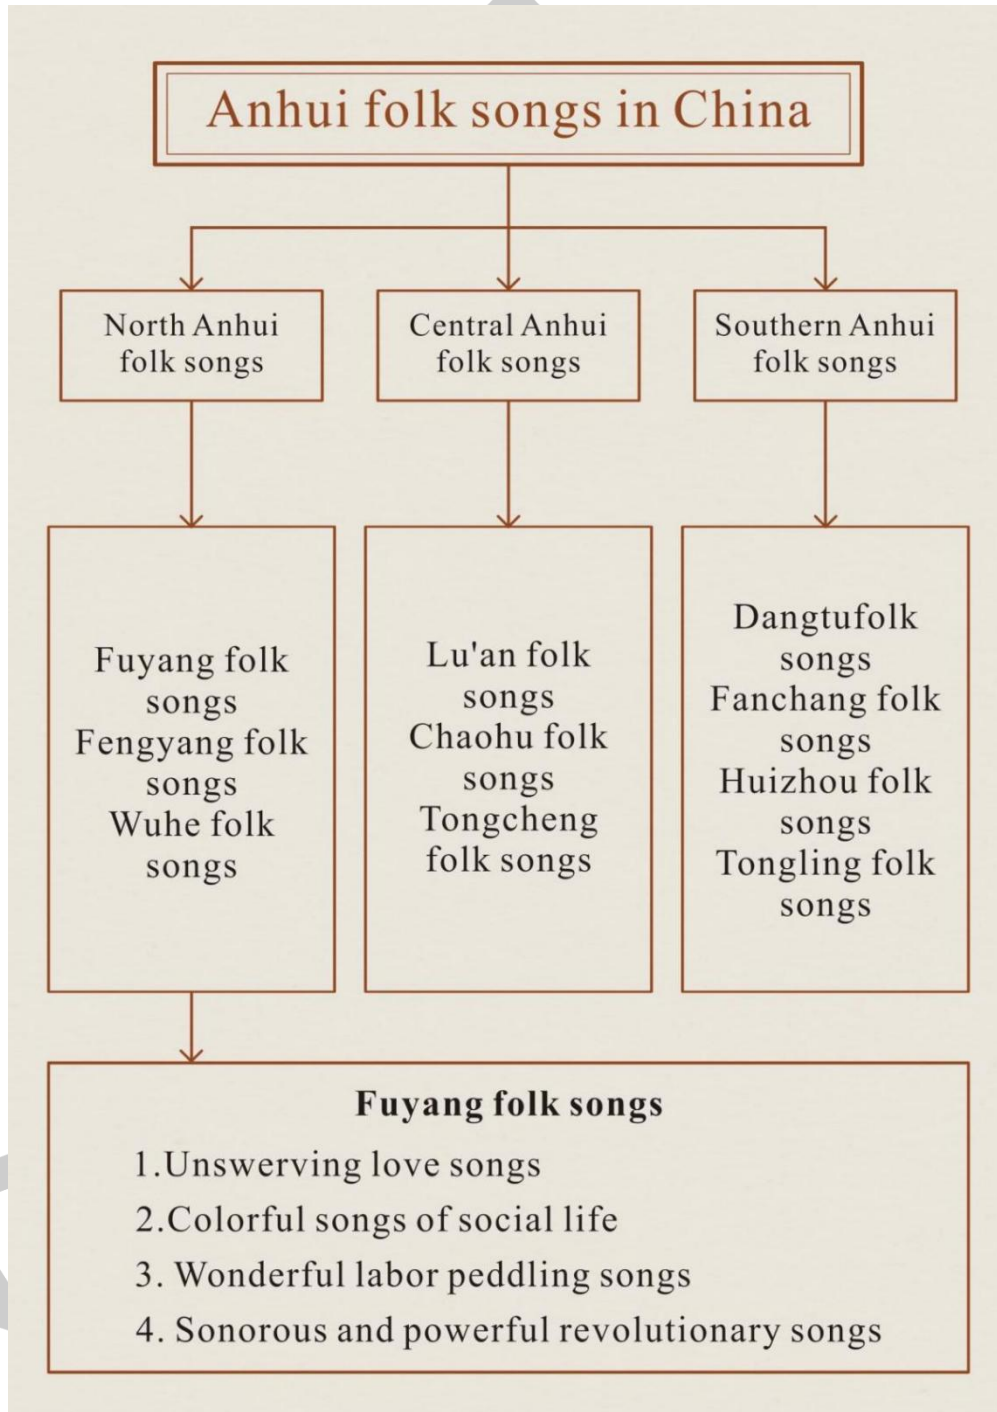 Anhui folk songs in China
North Anhui
folk songs
Central Anhui
folk songs
Southern Anhui
folk songs
Fuyang folk
songs
Fengyang folk
songs
Wuhe folk
songs
Lu'an folk
songs
Chaohu folk
songs
Tongcheng
folk songs
Dangtufolk
songs
Fanchang folk
songs
Huizhou folk
songs
Tongling folk
songs
Fuyang folk songs
1.Unswerving love songs
2.Colorful songs of social life
3. Wonderful labor peddling songs
4. Sonorous and powerful revolutionary songs